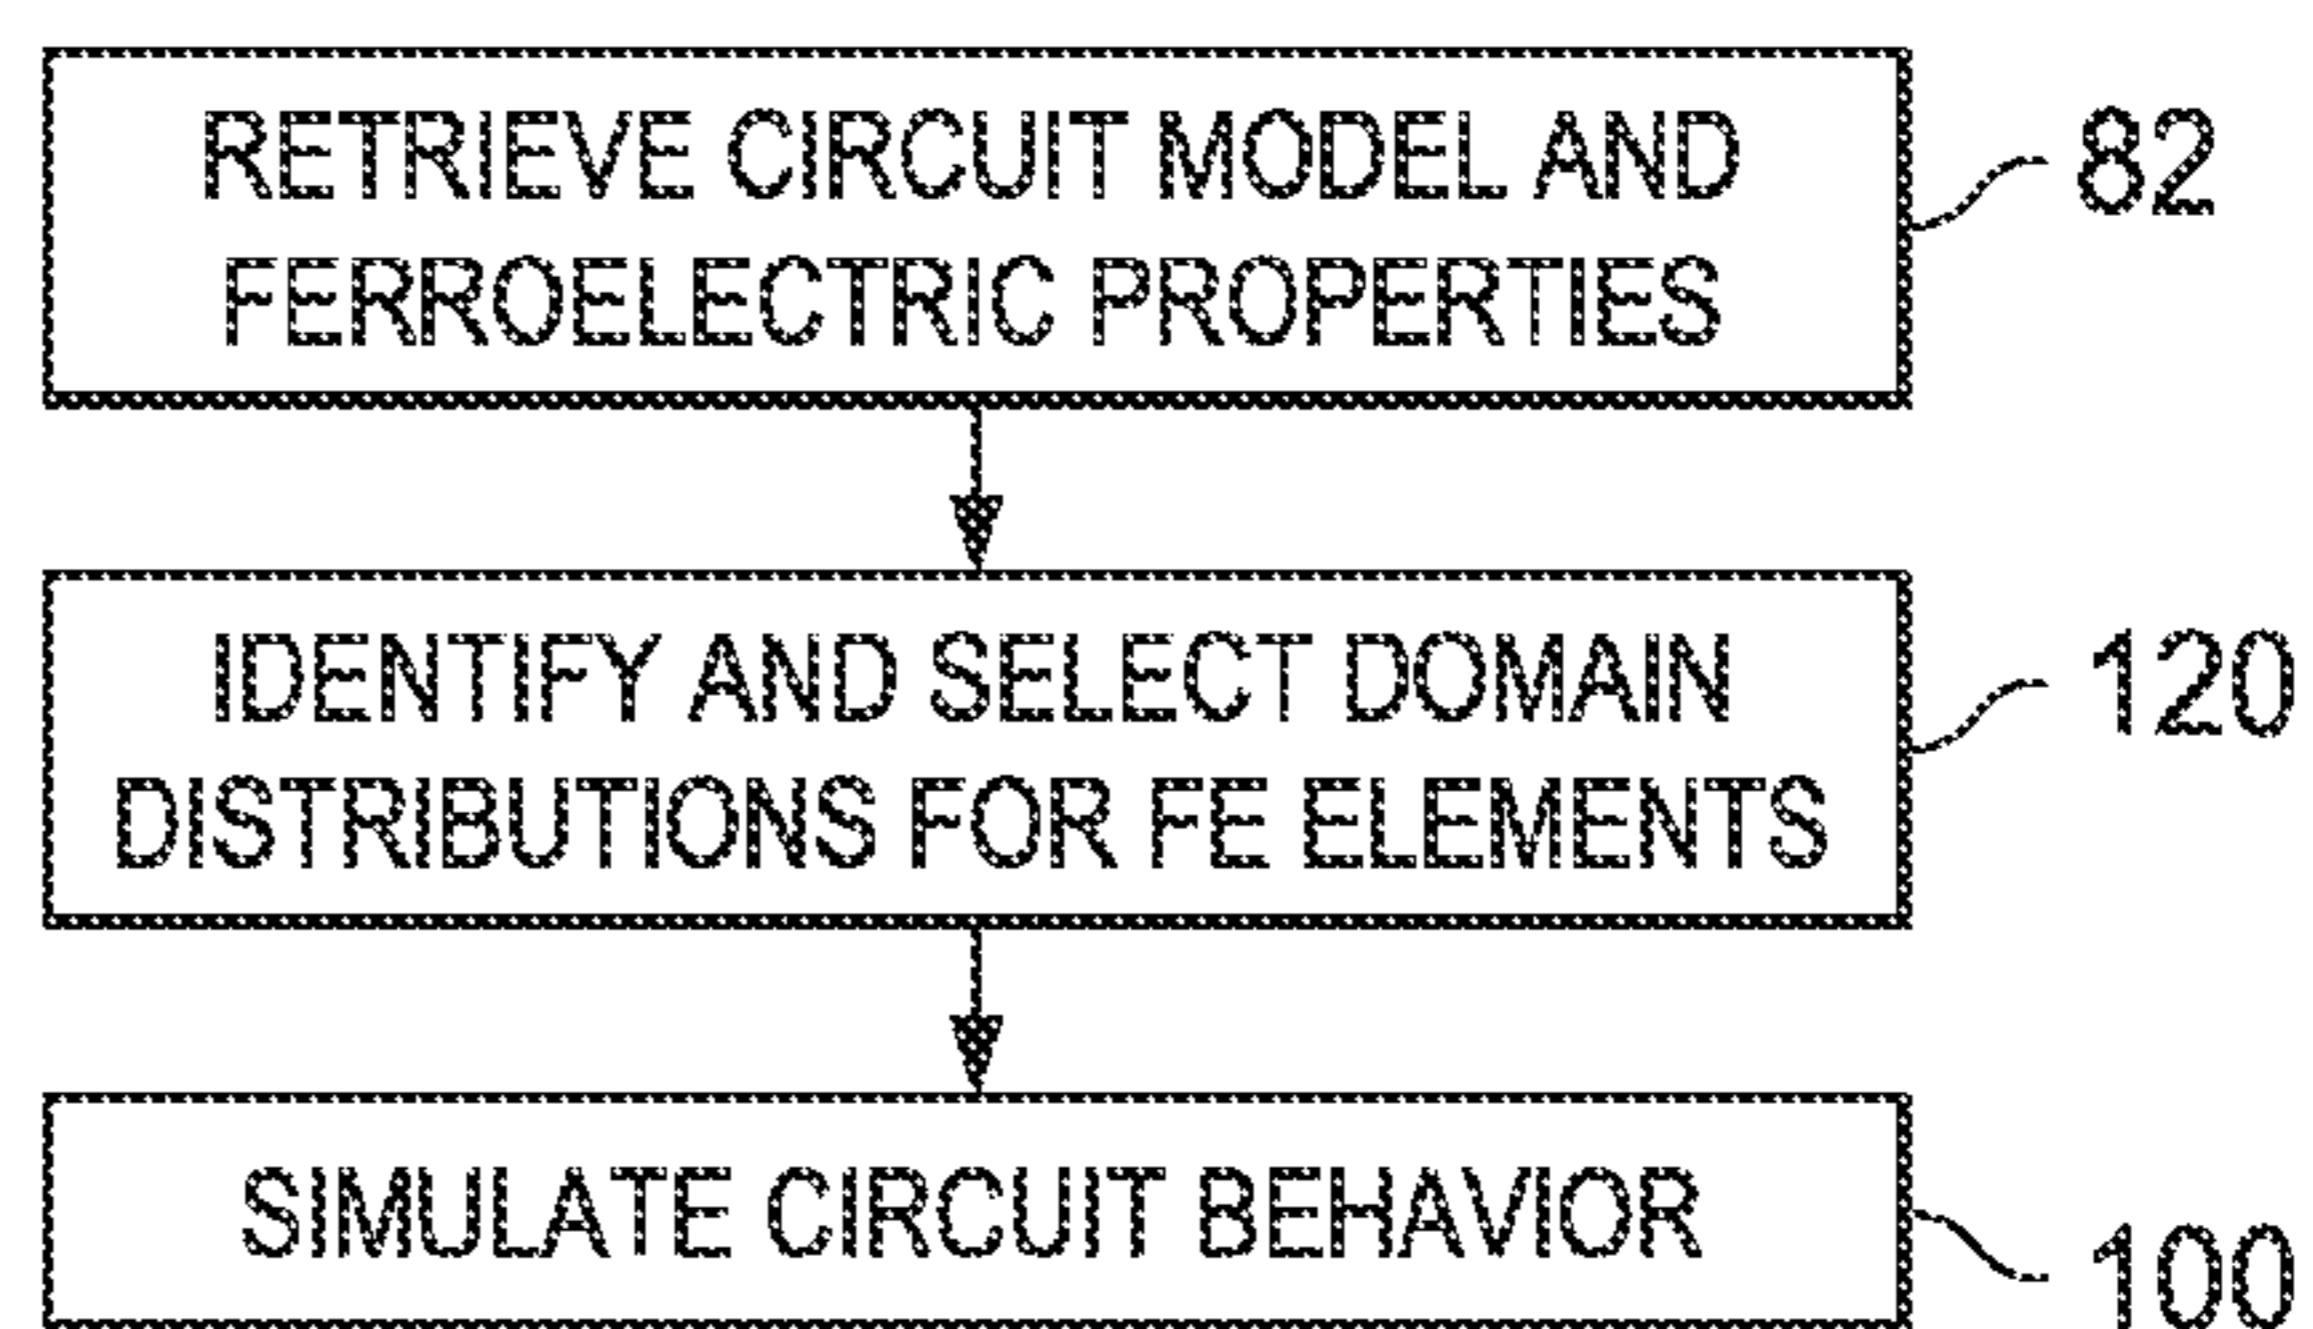 RETRIEVE CIRCUIT MODEL AND
FERROELECTRIC PROPERTIES
82
IDENTIFY AND SELECT DOMAIN
DISTRIBUTIONS FOR FE ELEMENTS
120
SIMULATE CIRCUIT BEHAVIOR
100